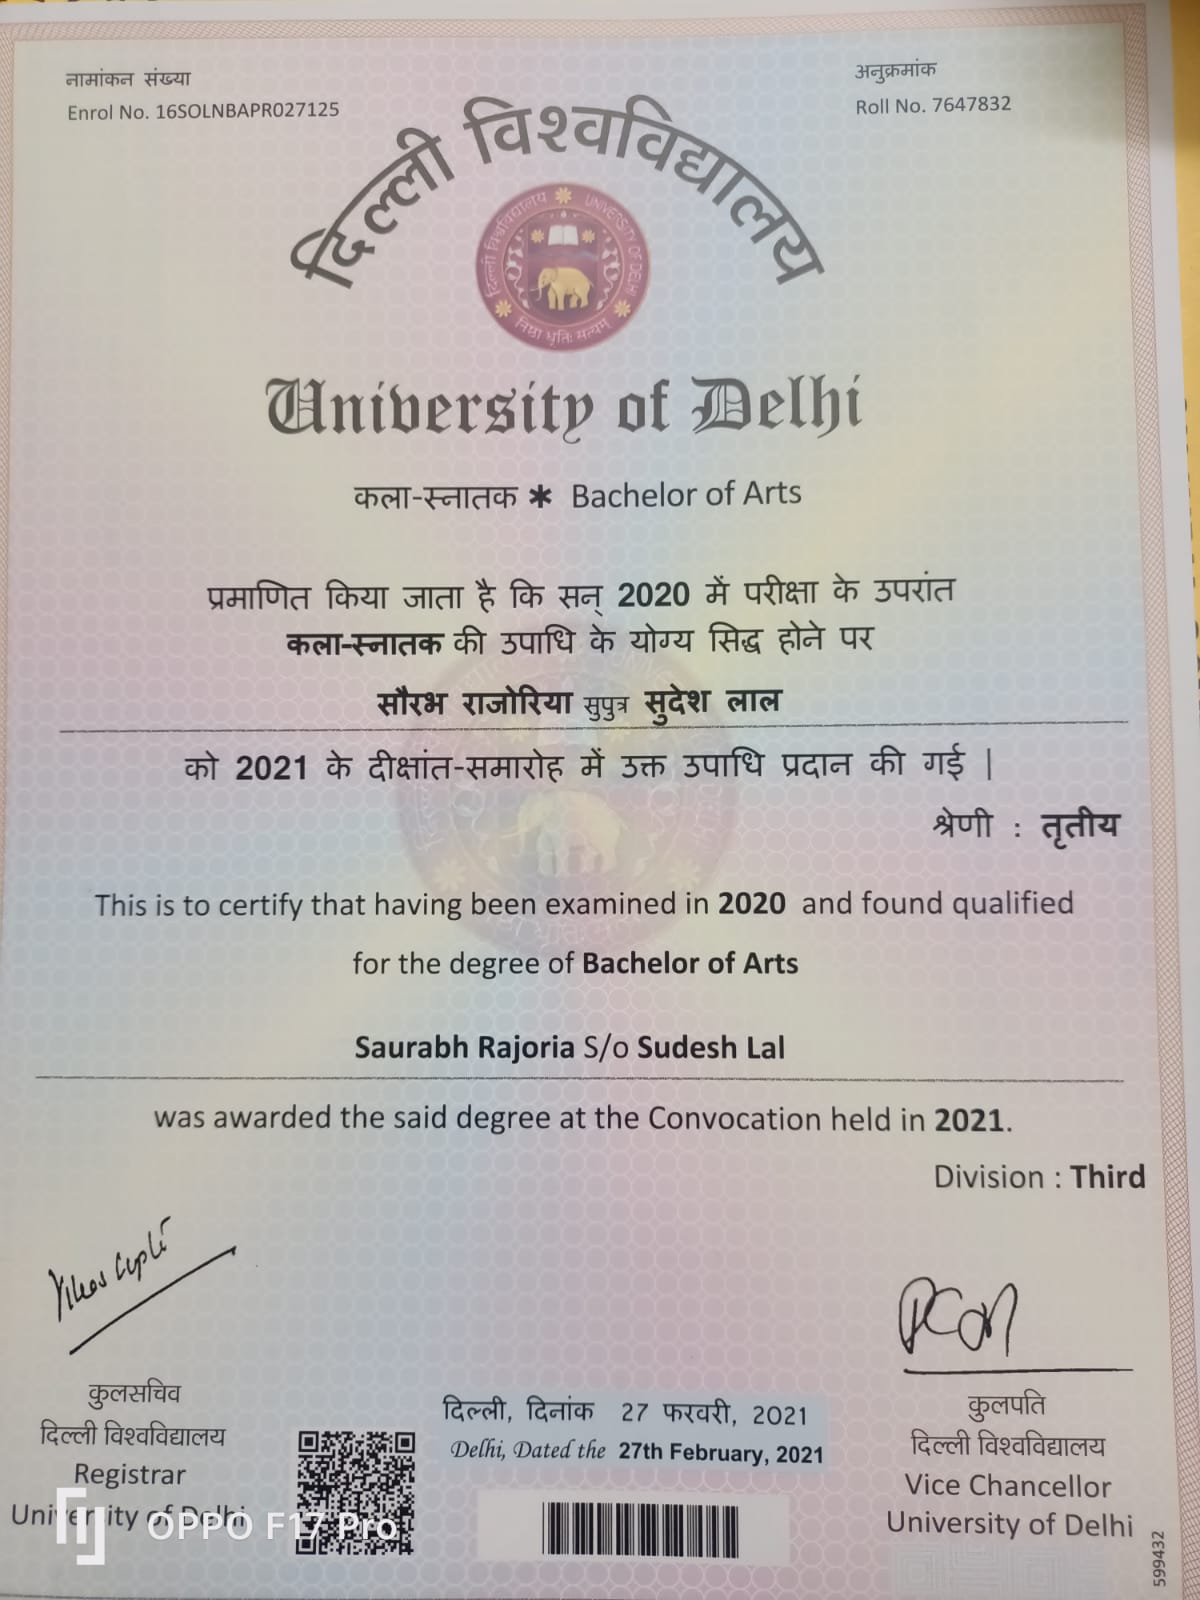 नामांकन संख्या
Enrol No. 16SOLNBAPR027125
अनुक्रमांक
Roll No. 7647832
दिल्ली विश्वविद्यालय
दिल्ली विश्वविद्यालय
UNIVERSITY OF DELHI
निष्ठा धृतिः सत्यम्
University of Delhi
कला-स्नातक ✱ Bachelor of Arts
प्रमाणित किया जाता है कि सन् 2020 में परीक्षा के उपरांत
कला-स्नातक की उपाधि के योग्य सिद्ध होने पर
सौरभ राजोरिया सुपुत्र सुदेश लाल
को 2021 के दीक्षांत-समारोह में उक्त उपाधि प्रदान की गई |
श्रेणी : तृतीय
This is to certify that having been examined in 2020 and found qualified
for the degree of Bachelor of Arts
Saurabh Rajoria S/o Sudesh Lal
was awarded the said degree at the Convocation held in 2021.
Division : Third
Vikas Gupta
कुलसचिव
दिल्ली विश्वविद्यालय
Registrar
University of Delhi
दिल्ली, दिनांक 27 फरवरी, 2021
Delhi, Dated the 27th February, 2021
कुलपति
दिल्ली विश्वविद्यालय
Vice Chancellor
University of Delhi
599432
OPPO F17 Pro